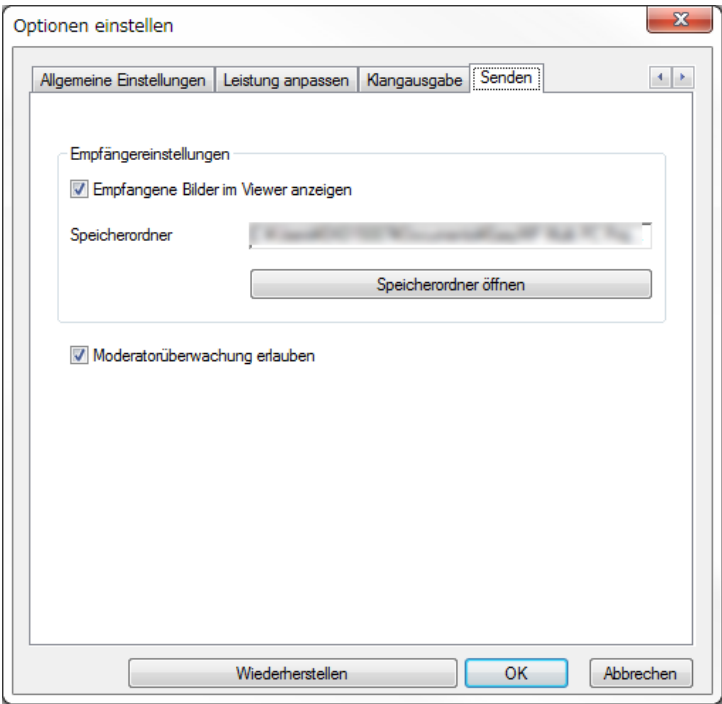 Optionen einstellen
Allgemeine Einstellungen Leistung anpassen Klangausgabe Senden
Empfängereinstellungen
Empfangene Bilder im Viewer anzeigen
Speicherordner
Speicherordner öffnen
Moderatorüberwachung erlauben
Wiederherstellen OK Abbrechen